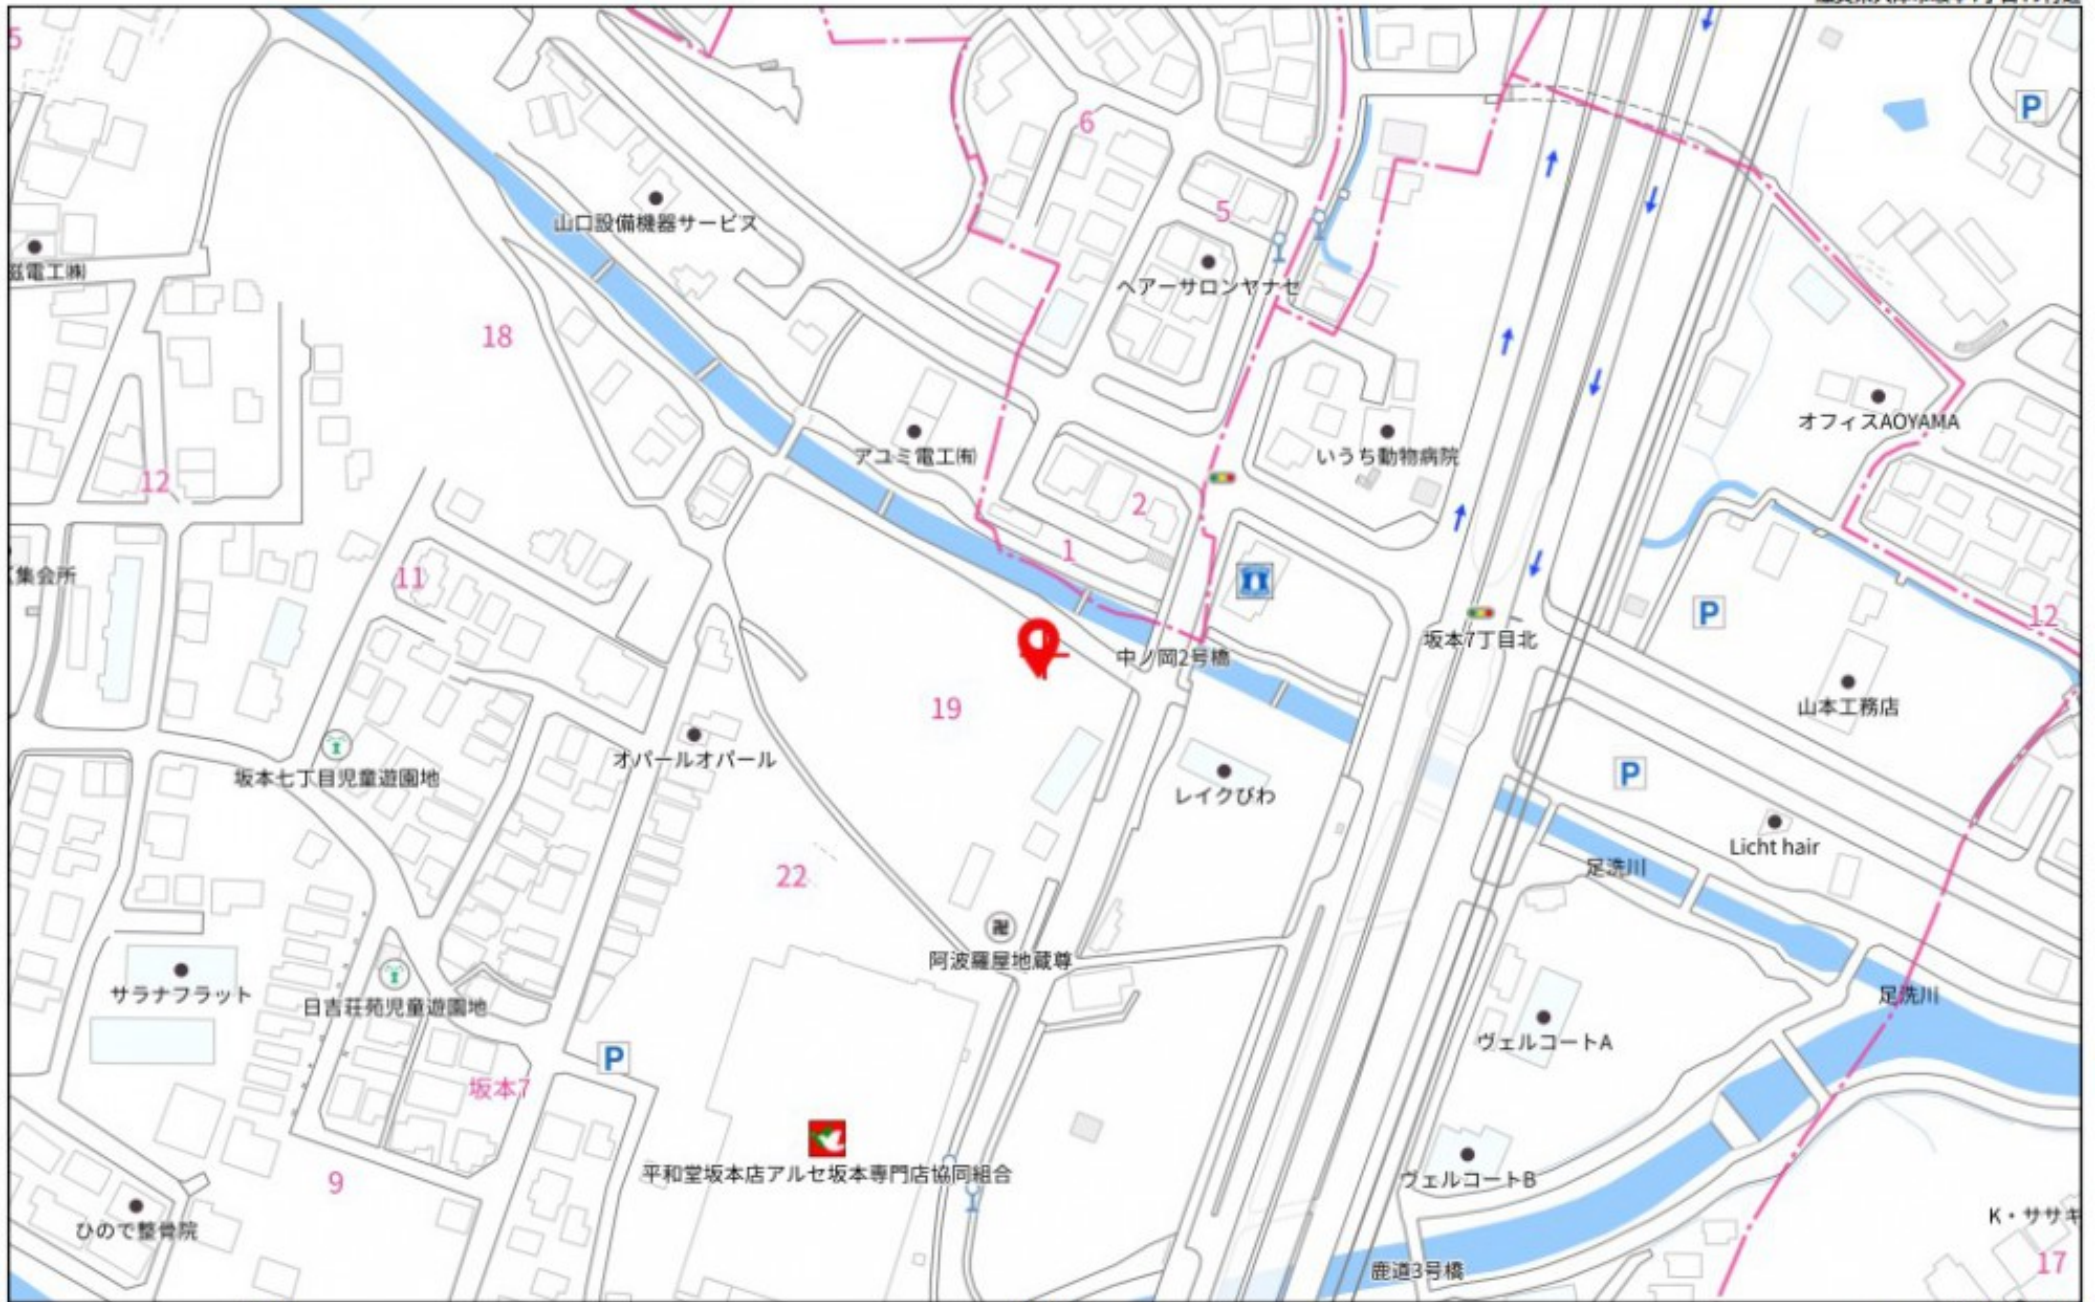 5
6
山口設備機器サービス
5
滋電工㈱
ヘアーサロンヤナセ
18
オフィスAOYAMA
アユミ電工㈲
いうち動物病院
12
2
1
集会所
11
12
坂本7丁目北
中ノ岡2号橋
19
山本工務店
オパールオパール
坂本七丁目児童遊園地
レイクびわ
Licht hair
足洗川
22
阿波羅屋地蔵尊
サラナフラット
日吉荘苑児童遊園地
足洗川
ヴェルコートA
P
P
P
P
坂本7
平和堂坂本店アルセ坂本専門店協同組合
ヴェルコートB
9
K・ササキ
ひので整骨院
17
鹿道3号橋